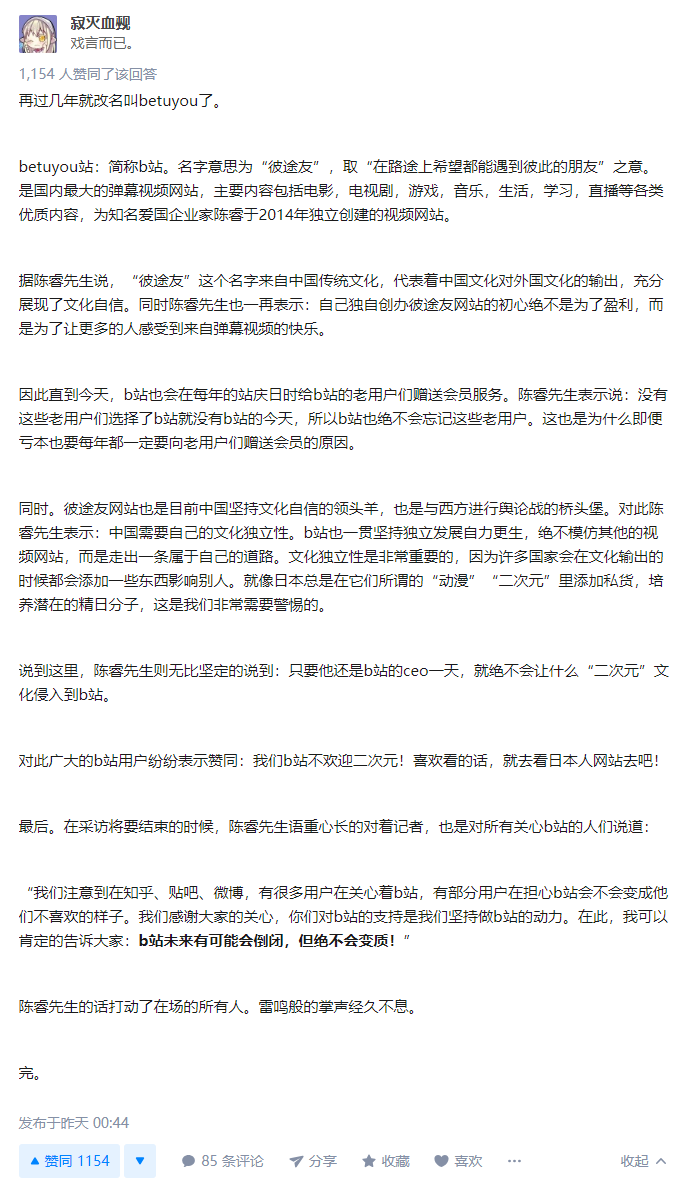 寂灭血觋
戏言而已。
1,154 人赞同了该回答
再过几年就改名叫betuyou了。
betuyou站：简称b站。名字意思为“彼途友”，取“在路途上希望都能遇到彼此的朋友”之意。
是国内最大的弹幕视频网站，主要内容包括电影，电视剧，游戏，音乐，生活，学习，直播等各类
优质内容，为知名爱国企业家陈睿于2014年独立创建的视频网站。
据陈睿先生说，“彼途友”这个名字来自中国传统文化，代表着中国文化对外国文化的输出，充分
展现了文化自信。同时陈睿先生也一再表示：自己独自创办彼途友网站的初心绝不是为了盈利，而
是为了让更多的人感受到来自弹幕视频的快乐。
因此直到今天，b站也会在每年的站庆日时给b站的老用户们赠送会员服务。陈睿先生表示说：没有
这些老用户们选择了b站就没有b站的今天，所以b站也绝不会忘记这些老用户。这也是为什么即便
亏本也要每年都一定要向老用户们赠送会员的原因。
同时。彼途友网站也是目前中国坚持文化自信的领头羊，也是与西方进行舆论战的桥头堡。对此陈
睿先生表示：中国需要自己的文化独立性。b站也一贯坚持独立发展自力更生，绝不模仿其他的视
频网站，而是走出一条属于自己的道路。文化独立性是非常重要的，因为许多国家会在文化输出的
时候都会添加一些东西影响别人。就像日本总是在它们所谓的“动漫”“二次元”里添加私货，培
养潜在的精日分子，这是我们非常需要警惕的。
说到这里，陈睿先生则无比坚定的说到：只要他还是b站的ceo一天，就绝不会让什么“二次元”文
化侵入到b站。
对此广大的b站用户纷纷表示赞同：我们b站不欢迎二次元！喜欢看的话，就去看日本人网站去吧！
最后。在采访将要结束的时候，陈睿先生语重心长的对着记者，也是对所有关心b站的人们说道：
“我们注意到在知乎、贴吧、微博，有很多用户在关心着b站，有部分用户在担心b站会不会变成他
们不喜欢的样子。我们感谢大家的关心，你们对b站的支持是我们坚持做b站的动力。在此，我可以
肯定的告诉大家：b站未来有可能会倒闭，但绝不会变质！”
陈睿先生的话打动了在场的所有人。雷鸣般的掌声经久不息。
完。
发布于昨天 00:44
赞同 1154 85 条评论 分享 收藏 喜欢 ··· 收起